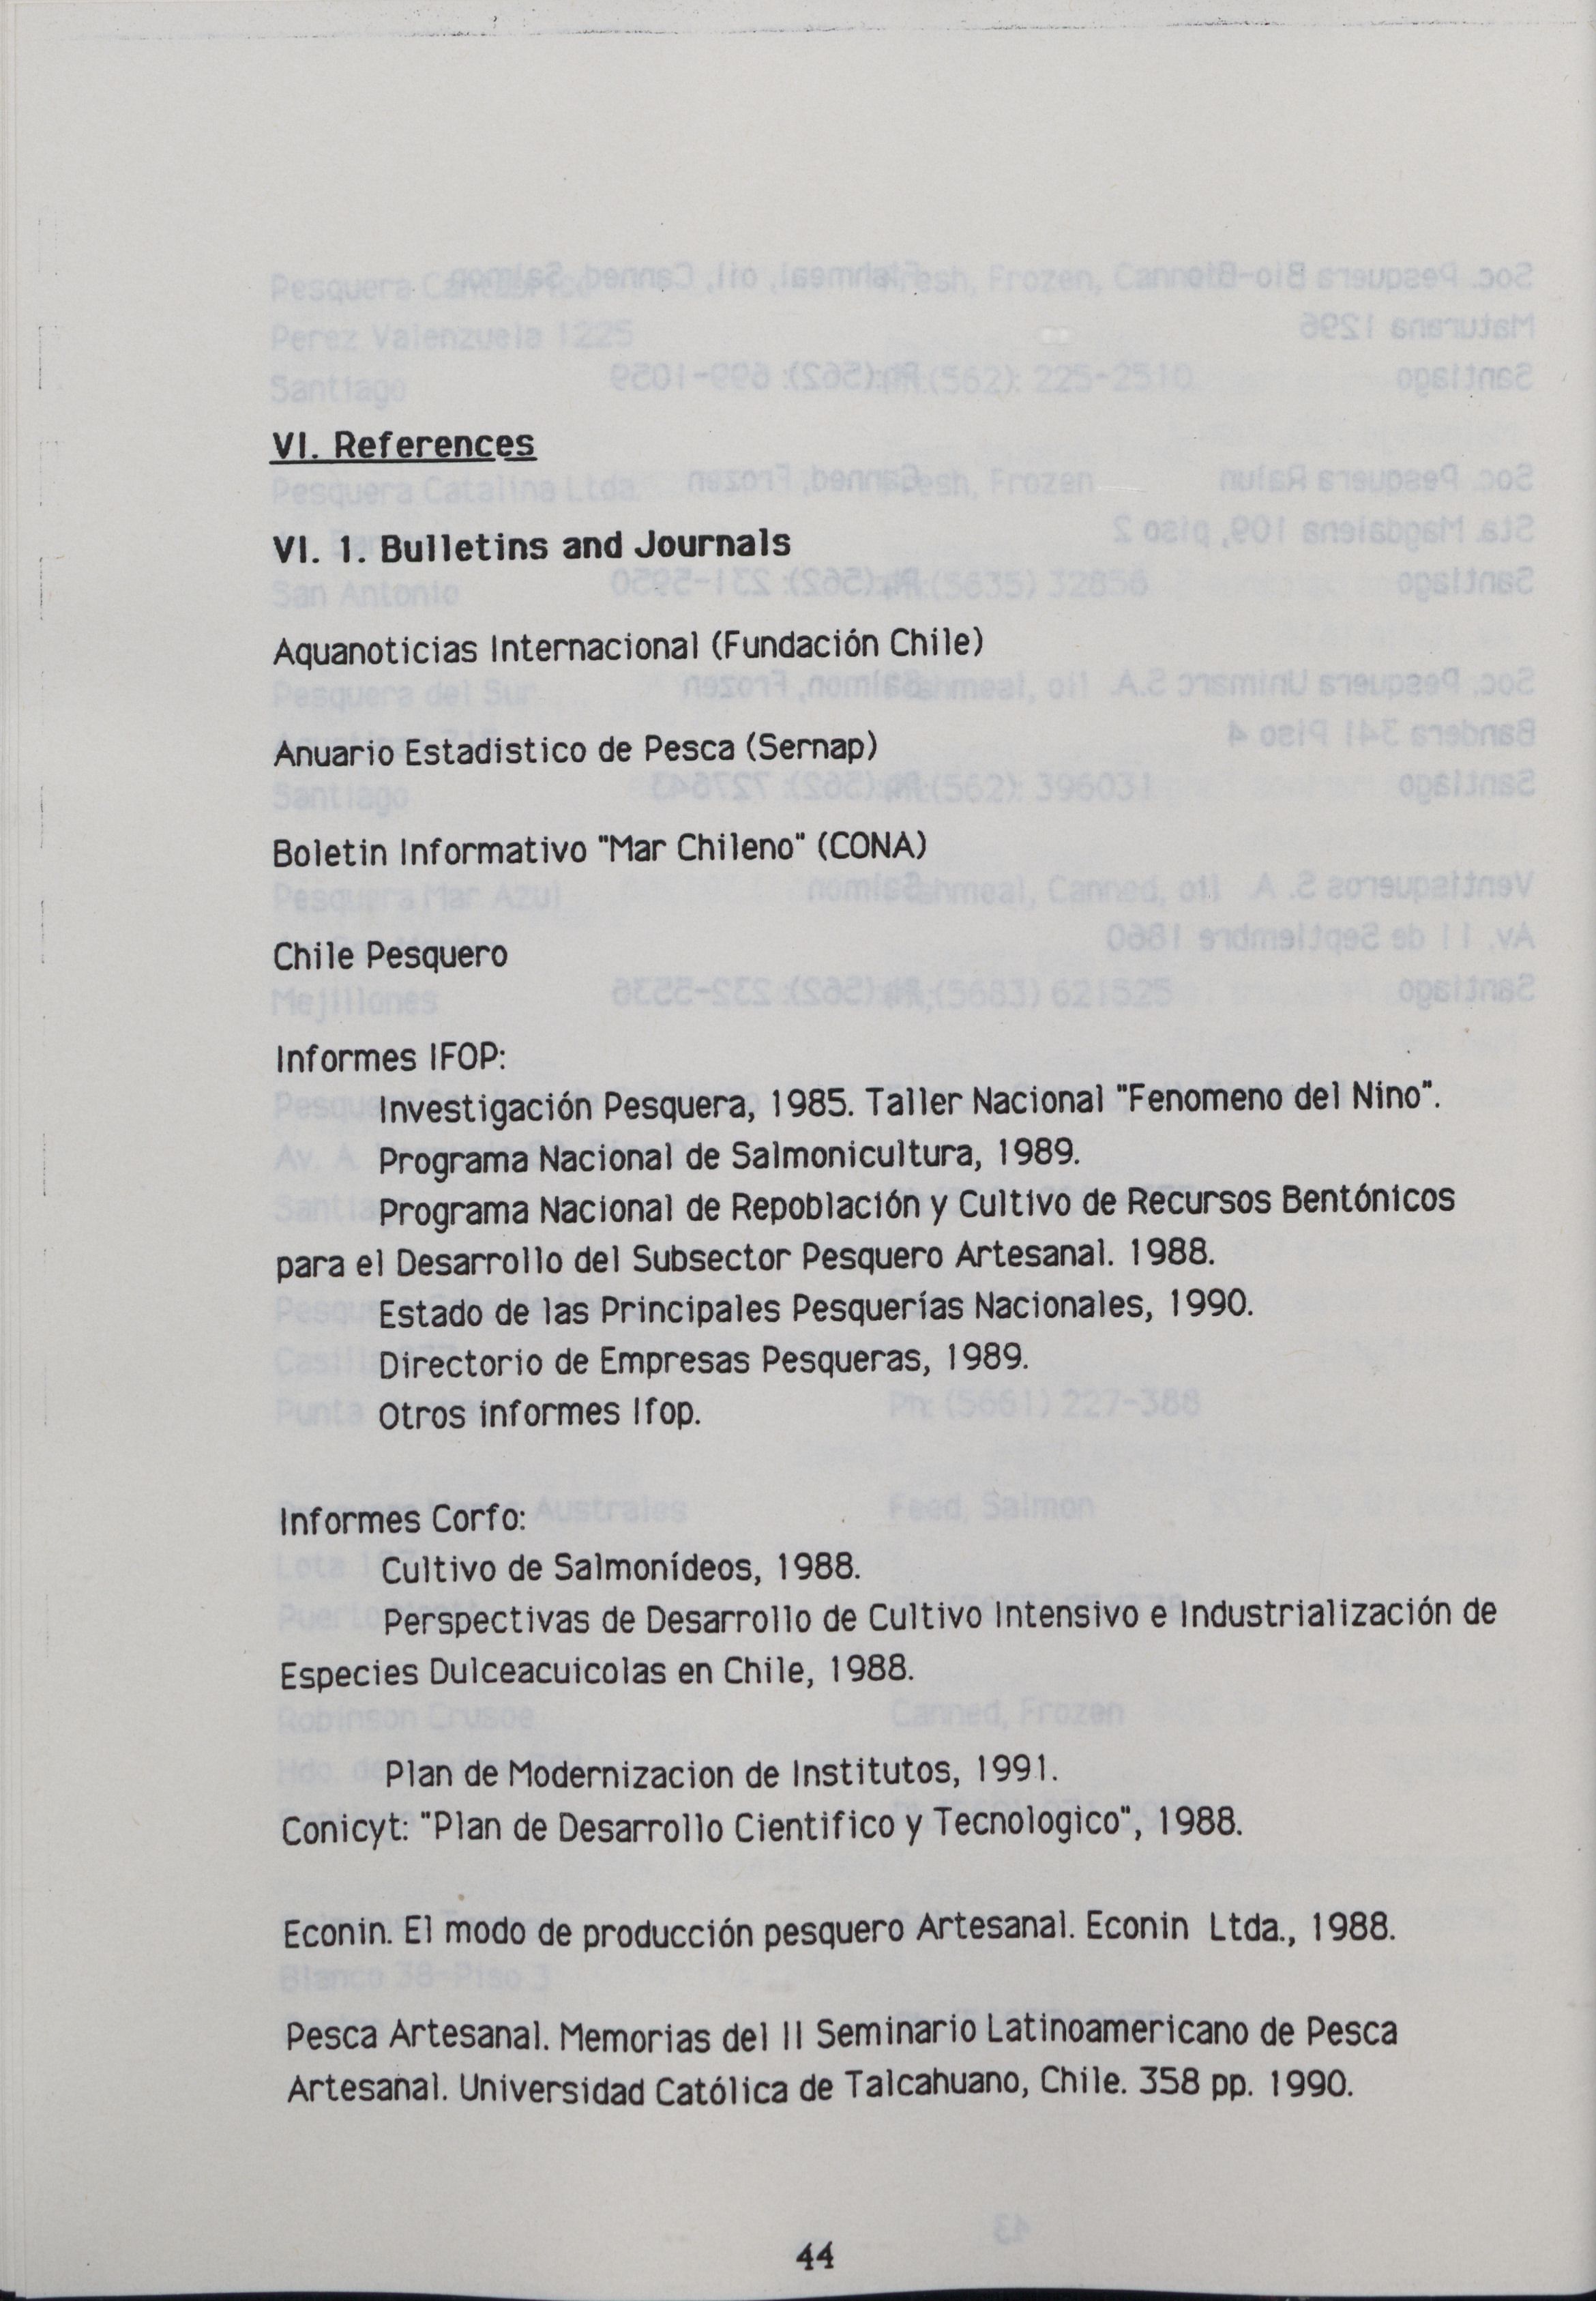 VI. References
VI. 1. Bulletins and Journals
Aquanoticias Internacional (Fundación Chile)
Anuario Estadistico de Pesca (Sernap)
Boletin Informativo "Mar Chileno" (CONA)
Chile Pesquero
Informes IFOP:
Investigación Pesquera, 1985. Taller Nacional "Fenomeno del Nino".
Programa Nacional de Salmonicultura, 1989.
Programa Nacional de Repoblación y Cultivo de Recursos Bentónicos
para el Desarrollo del Subsector Pesquero Artesanal. 1988.
Estado de las Principales Pesquerías Nacionales, 1990.
Directorio de Empresas Pesqueras, 1989.
Otros informes Ifop.
Informes Corfo:
Cultivo de Salmonídeos, 1988.
Perspectivas de Desarrollo de Cultivo Intensivo e Industrialización de
Especies Dulceacuicolas en Chile, 1988.
Plan de Modernizacion de Institutos, 1991.
Conicyt: "Plan de Desarrollo Cientifico y Tecnologico", 1988.
Econin. El modo de producción pesquero Artesanal. Econin Ltda., 1988.
Pesca Artesanal. Memorias del II Seminario Latinoamericano de Pesca
Artesanal. Universidad Católica de Talcahuano, Chile. 358 pp. 1990.
44